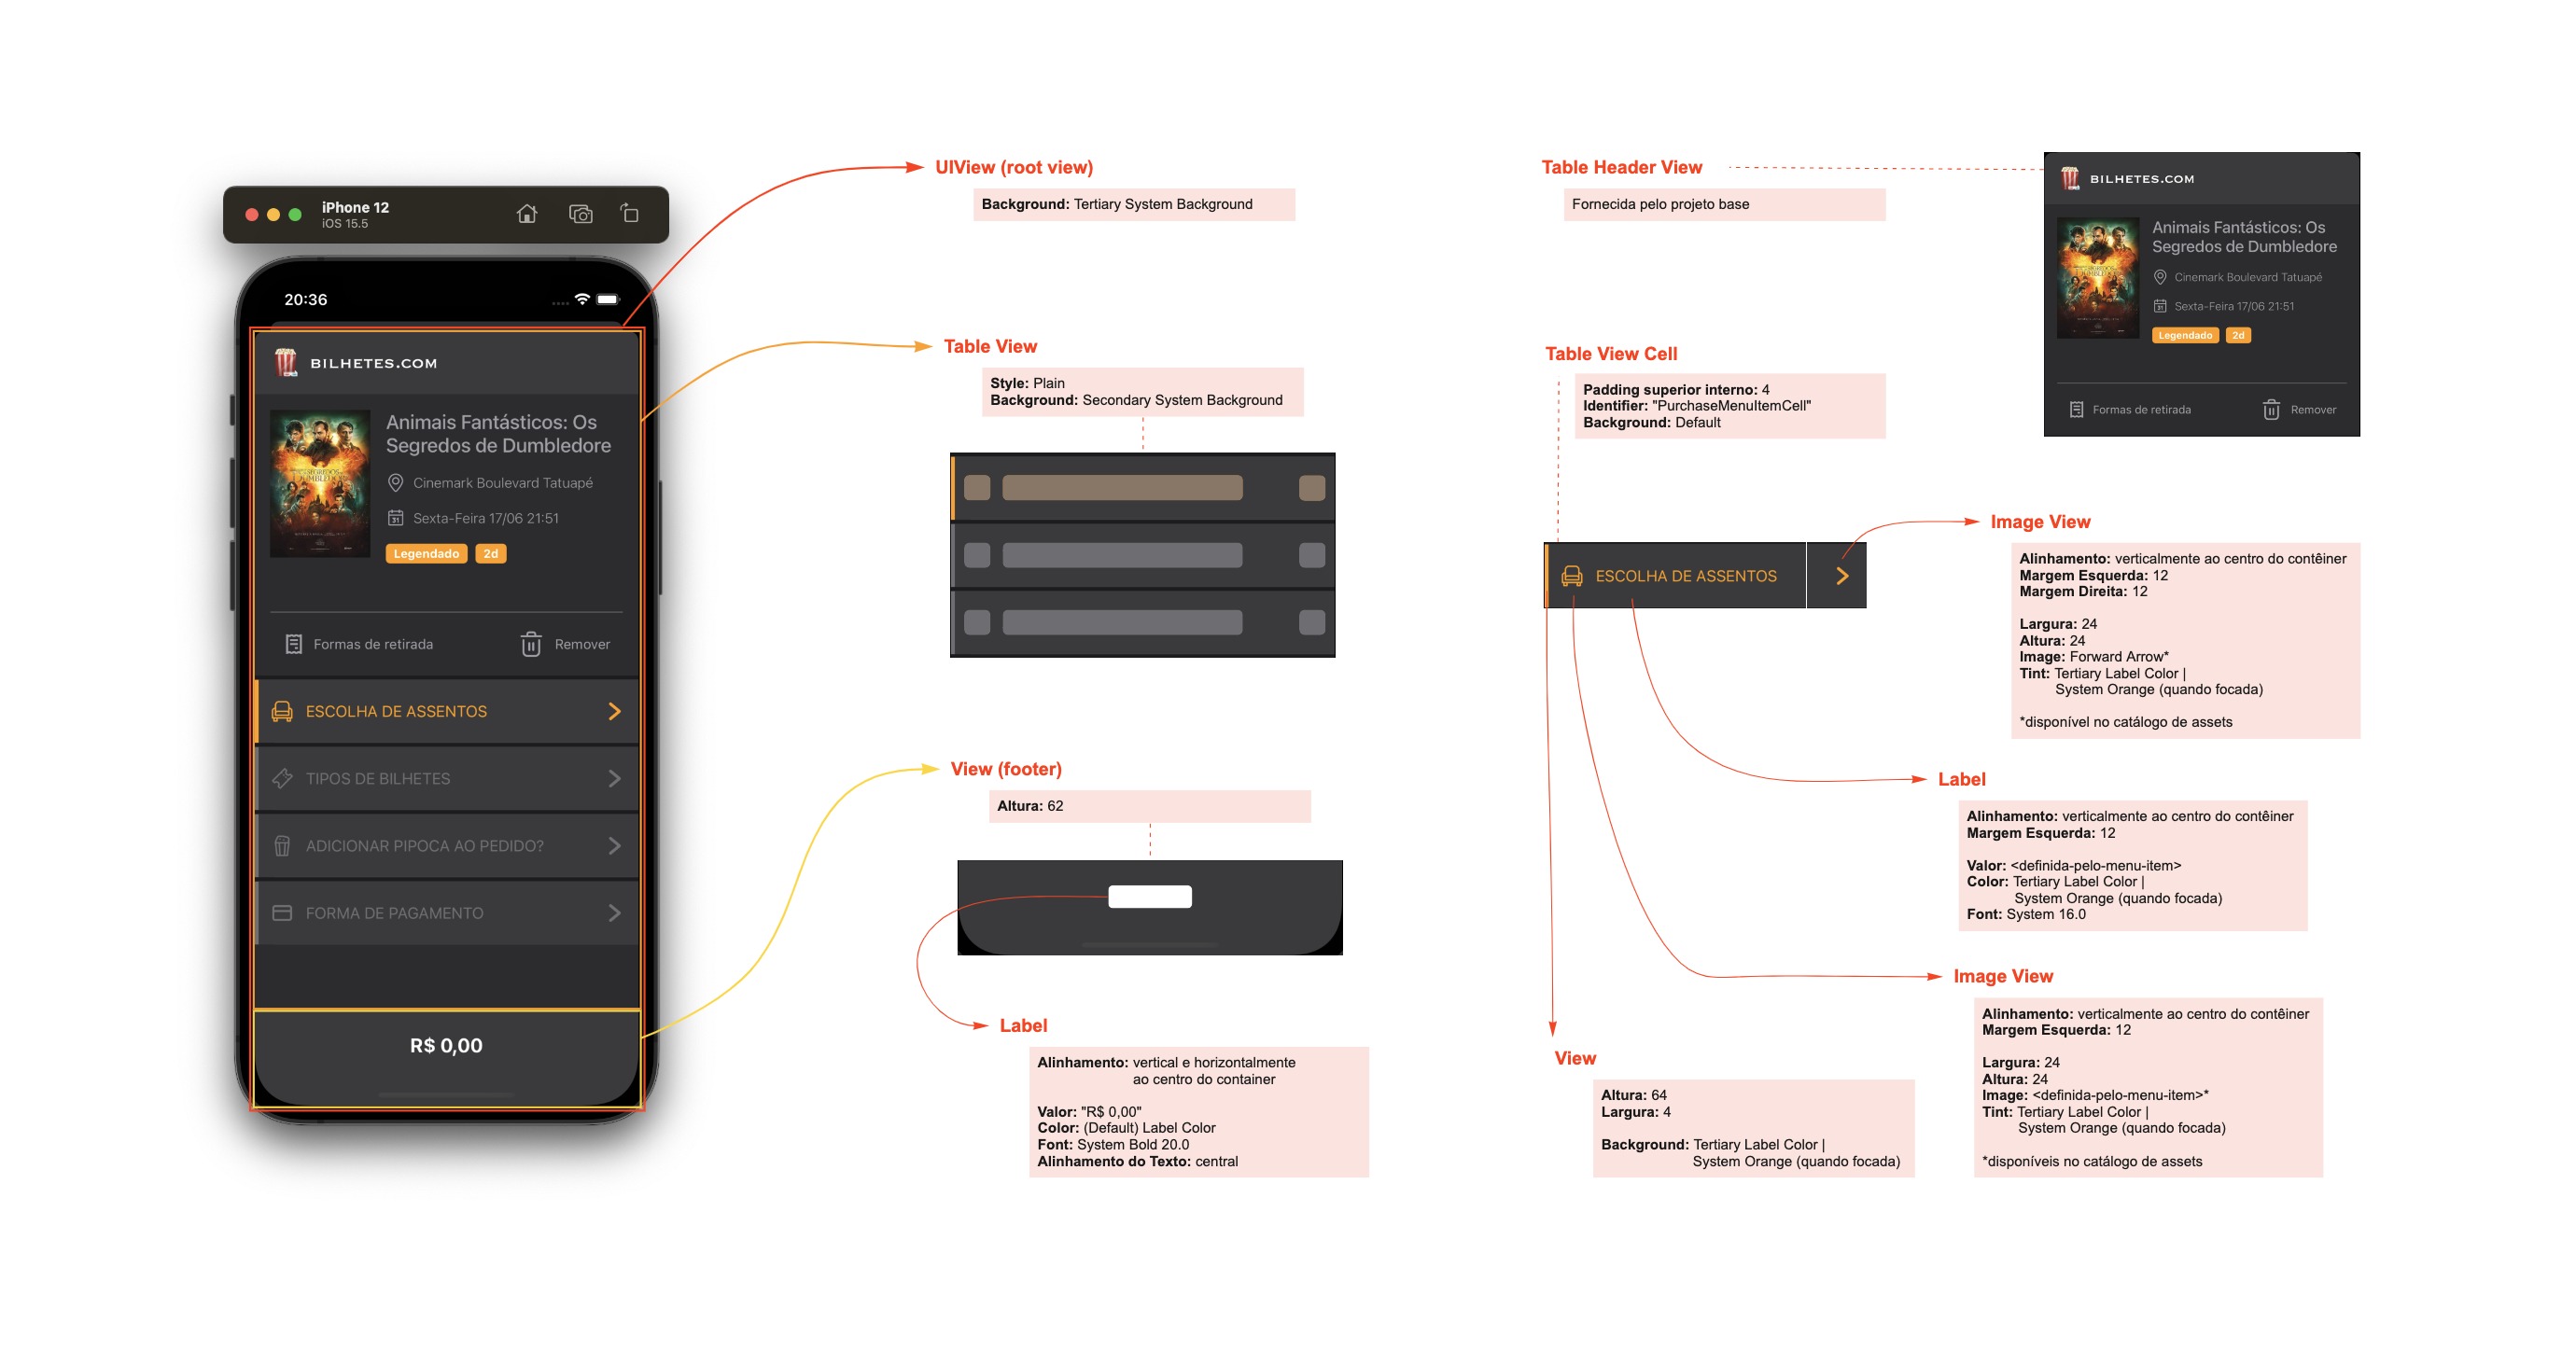 iPhone 12
iOS 15.5
20:36
BILHETES.COM
Animais Fantásticos: Os
Segredos de Dumbledore
Cinemark Boulevard Tatuapé
31
Sexta-Feira 17/06 21:51
Legendado
2d
Formas de retirada
Remover
ESCOLHA DE ASSENTOS
TIPOS DE BILHETES
ADICIONAR PIPOCA AO PEDIDO?
FORMA DE PAGAMENTO
R$ 0,00
UIView (root view)
Background: Tertiary System Background
Table View
Style: Plain
Background: Secondary System Background
View (footer)
Altura: 62
Label
Alinhamento: vertical e horizontalmente
ao centro do container
Valor: "R$ 0,00"
Color: (Default) Label Color
Font: System Bold 20.0
Alinhamento do Texto: central
Table Header View
Fornecida pelo projeto base
BILHETES.COM
Animais Fantásticos: Os
Segredos de Dumbledore
Cinemark Boulevard Tatuapé
31
Sexta-Feira 17/06 21:51
Legendado
2d
Formas de retirada
Remover
Table View Cell
Padding superior interno: 4
Identifier: "PurchaseMenuItemCell"
Background: Default
ESCOLHA DE ASSENTOS
Image View
Alinhamento: verticalmente ao centro do contêiner
Margem Esquerda: 12
Margem Direita: 12
Largura: 24
Altura: 24
Image: Forward Arrow*
Tint: Tertiary Label Color |
System Orange (quando focada)
*disponível no catálogo de assets
Label
Alinhamento: verticalmente ao centro do contêiner
Margem Esquerda: 12
Valor: <definida-pelo-menu-item>
Color: Tertiary Label Color |
System Orange (quando focada)
Font: System 16.0
Image View
Alinhamento: verticalmente ao centro do contêiner
Margem Esquerda: 12
Largura: 24
Altura: 24
Image: <definida-pelo-menu-item>*
Tint: Tertiary Label Color |
System Orange (quando focada)
*disponíveis no catálogo de assets
View
Altura: 64
Largura: 4
Background: Tertiary Label Color |
System Orange (quando focada)